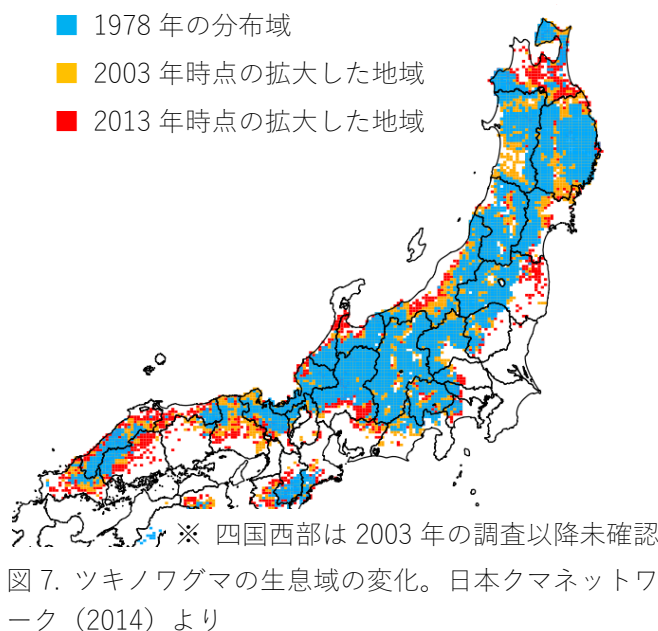 1978 年の分布域
2003 年時点の拡大した地域
2013 年時点の拡大した地域
※ 四国西部は 2003 年の調査以降未確認
図 7. ツキノワグマの生息域の変化。日本クマネットワ
ーク（2014）より